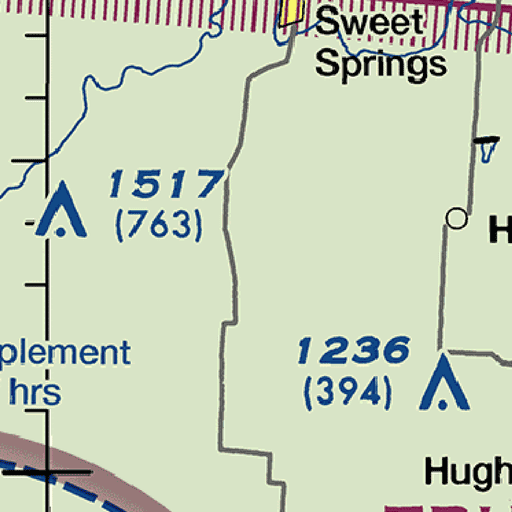 Sweet
Springs
1517
(763)
H
1236
(394)
plement
hrs
Hugh